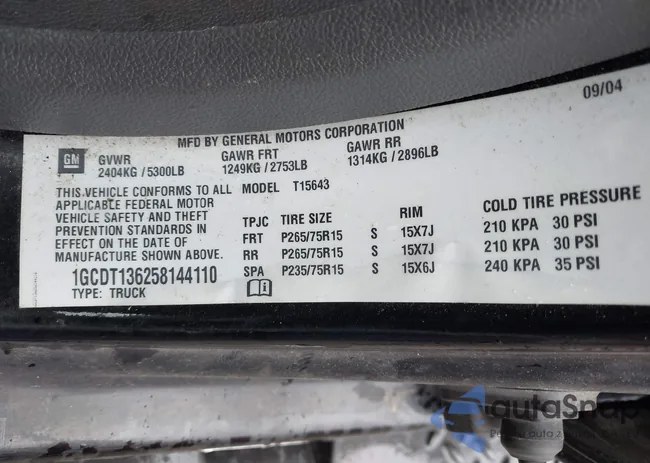 09/04
MFD BY GENERAL MOTORS CORPORATION
GM GVWR GAWR FRT GAWR RR
2404KG / 5300LB 1249KG / 2753LB 1314KG / 2896LB
THIS VEHICLE CONFORMS TO ALL MODEL T15643
APPLICABLE FEDERAL MOTOR
VEHICLE SAFETY AND THEFT
PREVENTION STANDARDS IN
EFFECT ON THE DATE OF
MANUFACTURE SHOWN ABOVE.
TPJC TIRE SIZE RIM COLD TIRE PRESSURE
FRT P265/75R15 S 15X7J 210 KPA 30 PSI
RR P265/75R15 S 15X7J 210 KPA 30 PSI
SPA P235/75R15 S 15X6J 240 KPA 35 PSI
1GCDT136258144110
TYPE: TRUCK
autaSnap